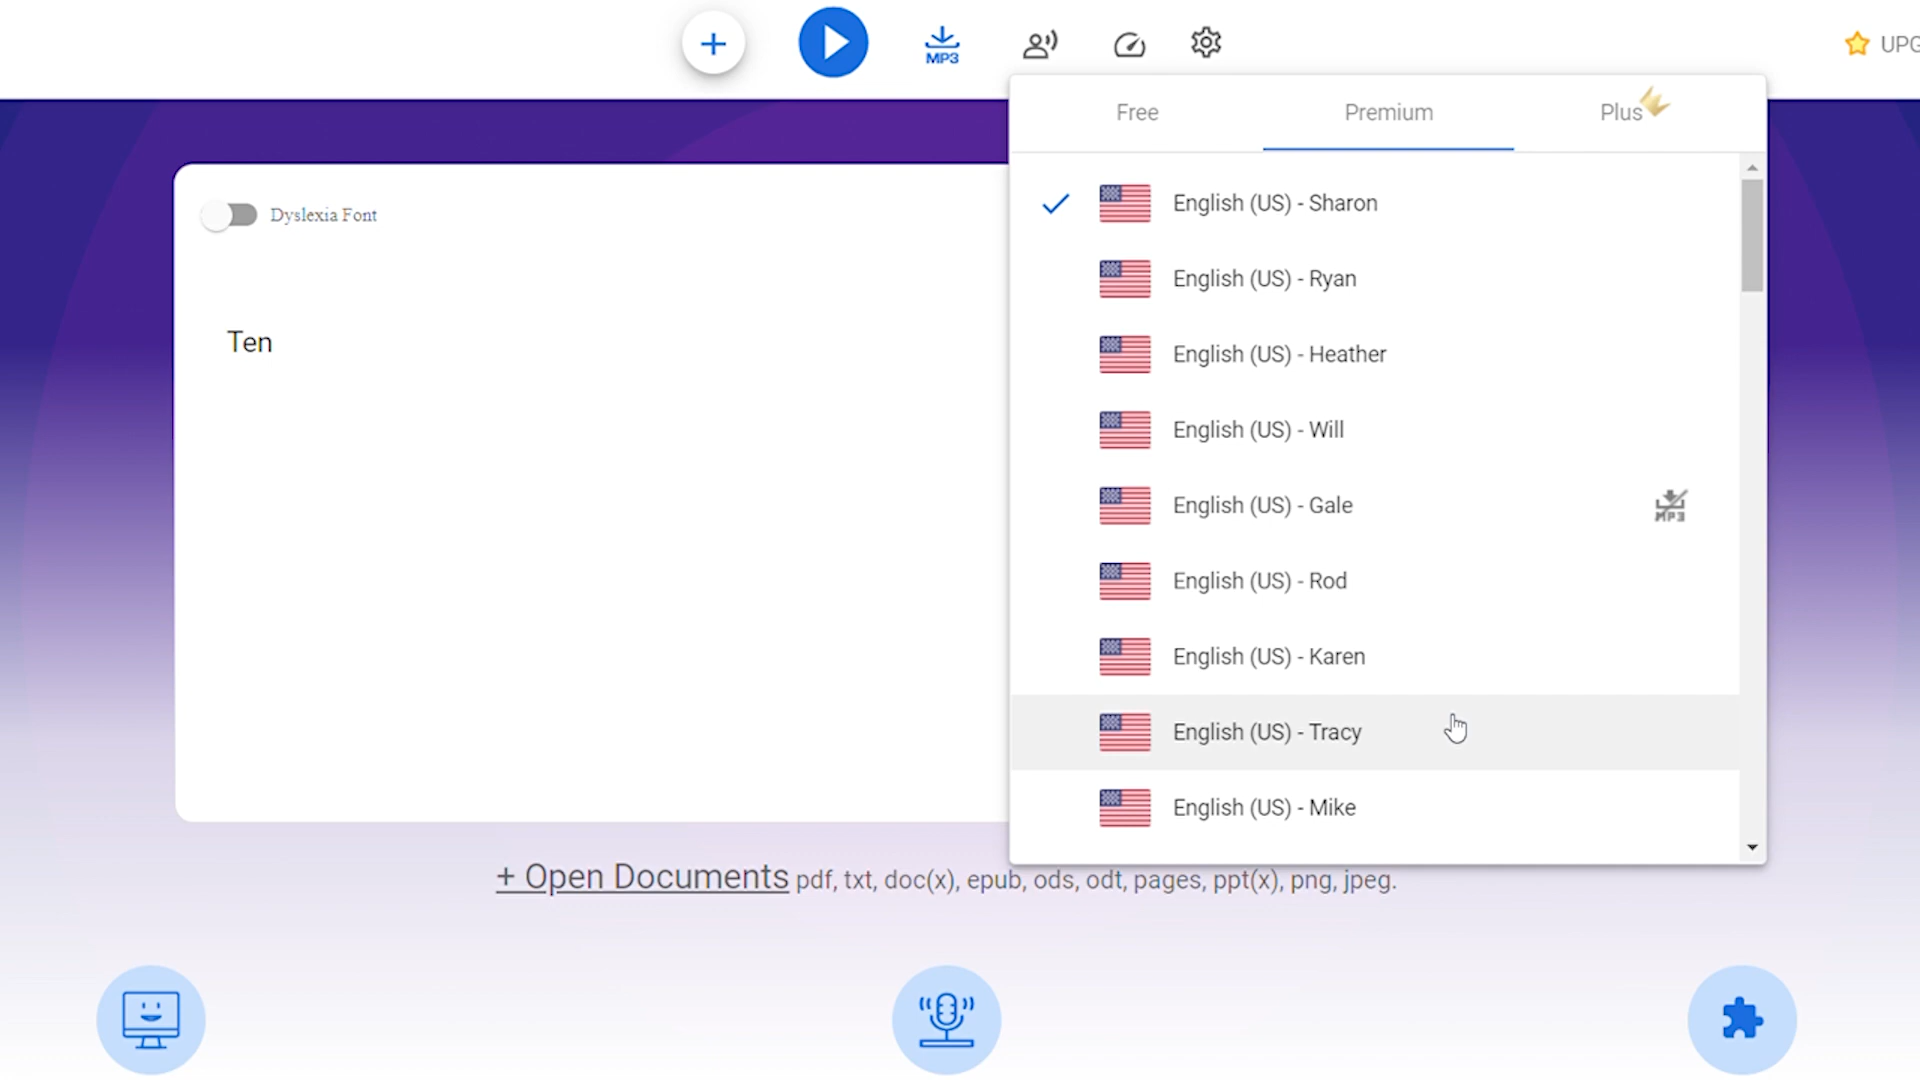 MP3
UPG
Free
Premium
Plus
Dyslexia Font
Ten
English (US) - Sharon
English (US) - Ryan
English (US) - Heather
English (US) - Will
English (US) - Gale
MP3
English (US) - Rod
English (US) - Karen
English (US) - Tracy
English (US) - Mike
+ Open Documents pdf, txt, doc(x), epub, ods, odt, pages, ppt(x), png, jpeg.